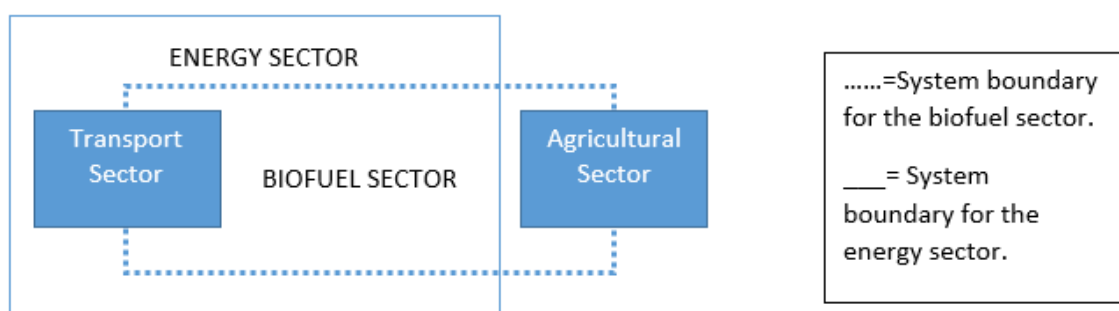 ENERGY SECTOR
Transport
Sector
BIOFUEL SECTOR
Agricultural
Sector
......=System boundary
for the biofuel sector.
___= System
boundary for the
energy sector.